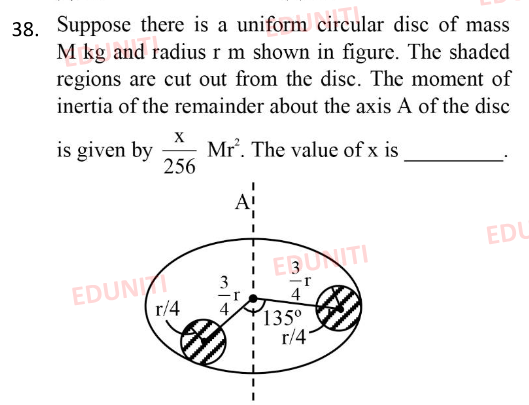 38. Suppose there is a uniform circular disc of mass
M kg and radius r m shown in figure. The shaded
regions are cut out from the disc. The moment of
inertia of the remainder about the axis A of the disc
is given by x/256 Mr². The value of x is ________.
A
3/4 r
3/4 r
r/4
135°
r/4
EDUNITI
EDUNITI
EDUNITI
EDUNITI
EDU